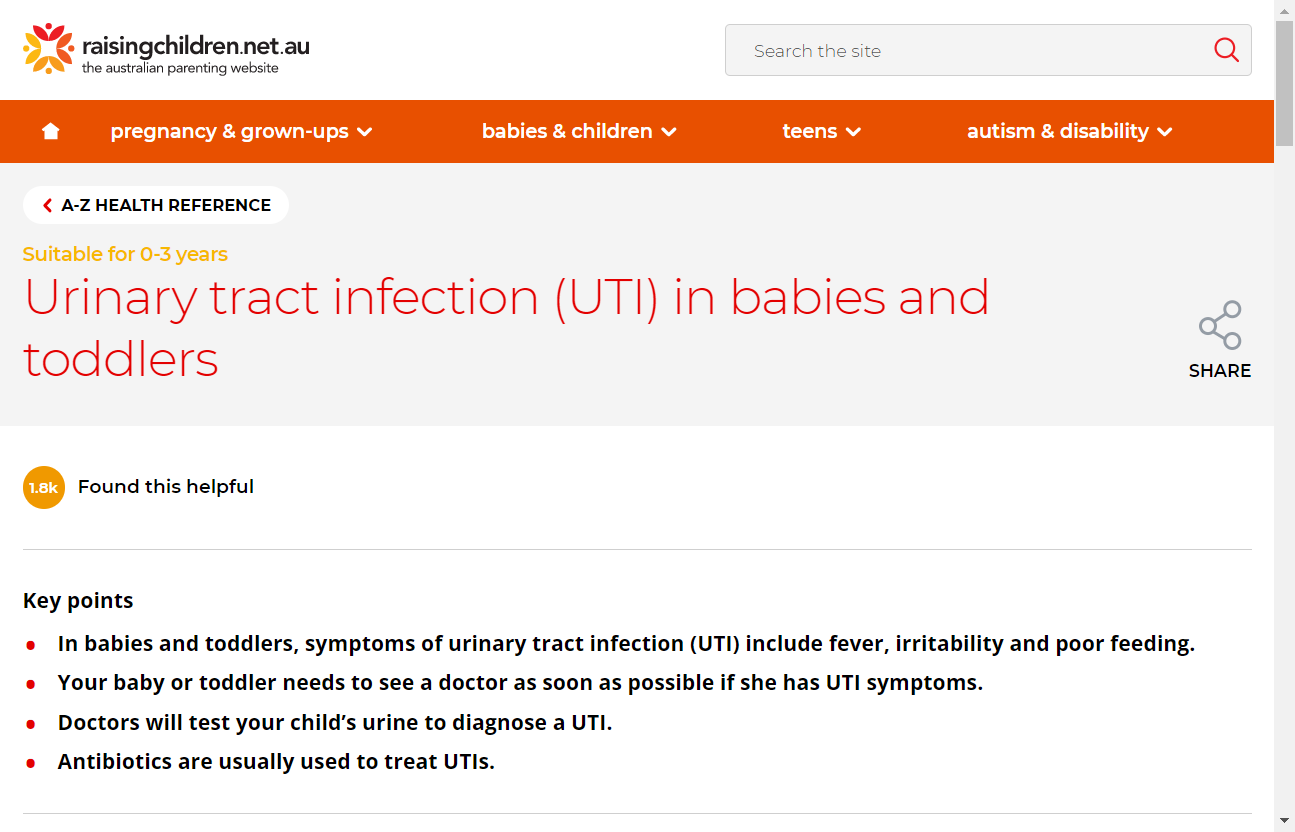 raisingchildren.net.au
the australian parenting website
Search the site
pregnancy & grown-ups
babies & children
teens
autism & disability
A-Z HEALTH REFERENCE
Suitable for 0-3 years
Urinary tract infection (UTI) in babies and
toddlers
SHARE
1.8k Found this helpful
Key points
• In babies and toddlers, symptoms of urinary tract infection (UTI) include fever, irritability and poor feeding.
• Your baby or toddler needs to see a doctor as soon as possible if she has UTI symptoms.
• Doctors will test your child’s urine to diagnose a UTI.
• Antibiotics are usually used to treat UTIs.